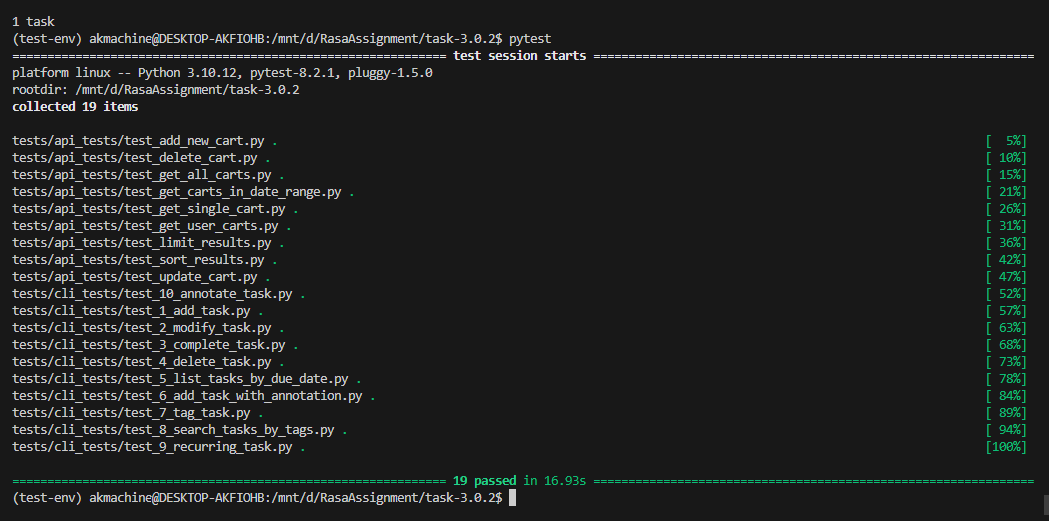 1 task
(test-env) akmachine@DESKTOP-AKFIOHB:/mnt/d/RasaAssignment/task-3.0.2$ pytest
=============================================================== test session starts ================================================================
platform linux -- Python 3.10.12, pytest-8.2.1, pluggy-1.5.0
rootdir: /mnt/d/RasaAssignment/task-3.0.2
collected 19 items
tests/api_tests/test_add_new_cart.py . [  5%]
tests/api_tests/test_delete_cart.py . [ 10%]
tests/api_tests/test_get_all_carts.py . [ 15%]
tests/api_tests/test_get_carts_in_date_range.py . [ 21%]
tests/api_tests/test_get_single_cart.py . [ 26%]
tests/api_tests/test_get_user_carts.py . [ 31%]
tests/api_tests/test_limit_results.py . [ 36%]
tests/api_tests/test_sort_results.py . [ 42%]
tests/api_tests/test_update_cart.py . [ 47%]
tests/cli_tests/test_10_annotate_task.py . [ 52%]
tests/cli_tests/test_1_add_task.py . [ 57%]
tests/cli_tests/test_2_modify_task.py . [ 63%]
tests/cli_tests/test_3_complete_task.py . [ 68%]
tests/cli_tests/test_4_delete_task.py . [ 73%]
tests/cli_tests/test_5_list_tasks_by_due_date.py . [ 78%]
tests/cli_tests/test_6_add_task_with_annotation.py . [ 84%]
tests/cli_tests/test_7_tag_task.py . [ 89%]
tests/cli_tests/test_8_search_tasks_by_tags.py . [ 94%]
tests/cli_tests/test_9_recurring_task.py . [100%]
=============================================================== 19 passed in 16.93s ================================================================
(test-env) akmachine@DESKTOP-AKFIOHB:/mnt/d/RasaAssignment/task-3.0.2$